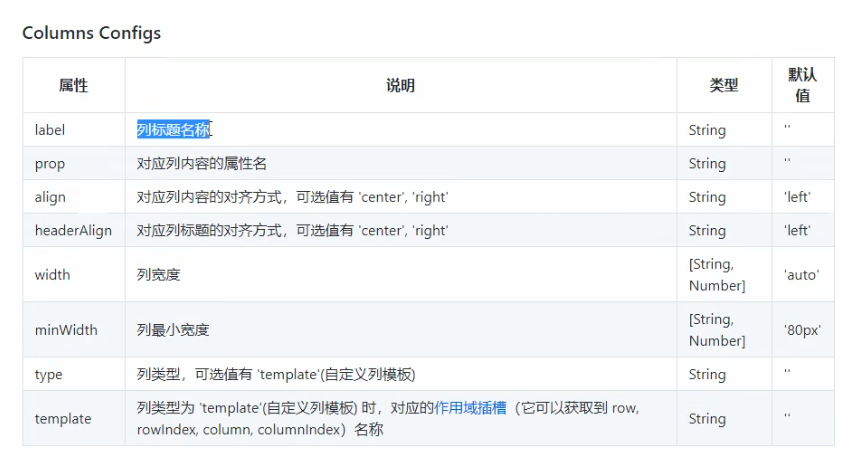 Columns Configs
属性 说明 类型 默认
值
label 列标题名称 String ''
prop 对应列内容的属性名 String ''
align 对应列内容的对齐方式，可选值有 'center', 'right' String 'left'
headerAlign 对应列标题的对齐方式，可选值有 'center', 'right' String 'left'
width 列宽度 [String,
Number] 'auto'
minWidth 列最小宽度 [String,
Number] '80px'
type 列类型，可选值有 'template'(自定义列模板) String ''
template 列类型为 'template'(自定义列模板) 时，对应的作用域插槽（它可以获取到 row,
rowIndex, column, columnIndex）名称 String ''